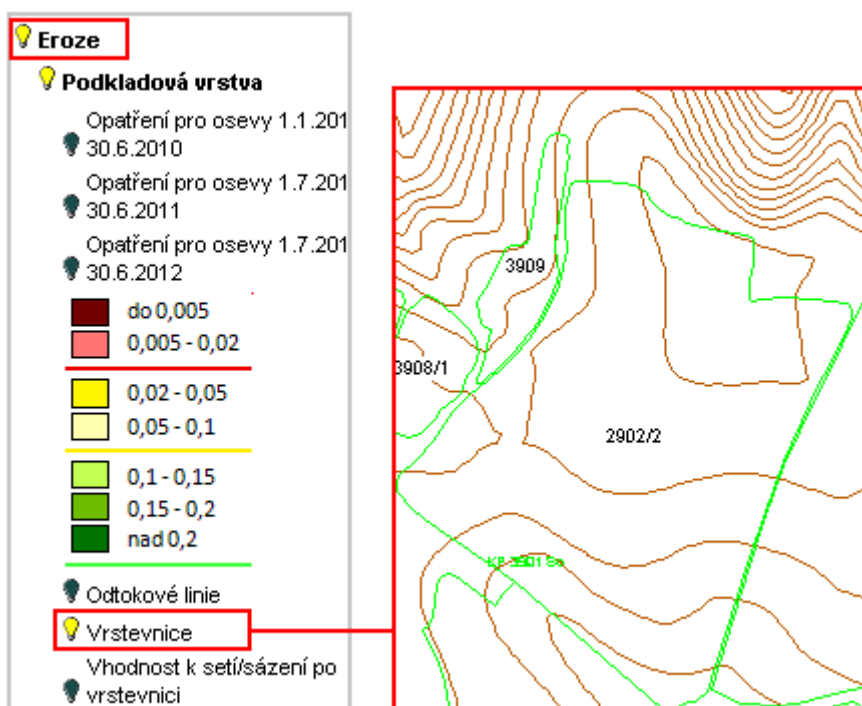 Eroze
Podkladová vrstva
Opatření pro osevy 1.1.201
30.6.2010
Opatření pro osevy 1.7.201
30.6.2011
Opatření pro osevy 1.7.201
30.6.2012
do 0,005
0,005 - 0,02
0,02 - 0,05
0,05 - 0,1
0,1 - 0,15
0,15 - 0,2
nad 0,2
Odtokové linie
Vrstevnice
Vhodnost k setí/sázení po
vrstevnici
3909
3908/1
2902/2